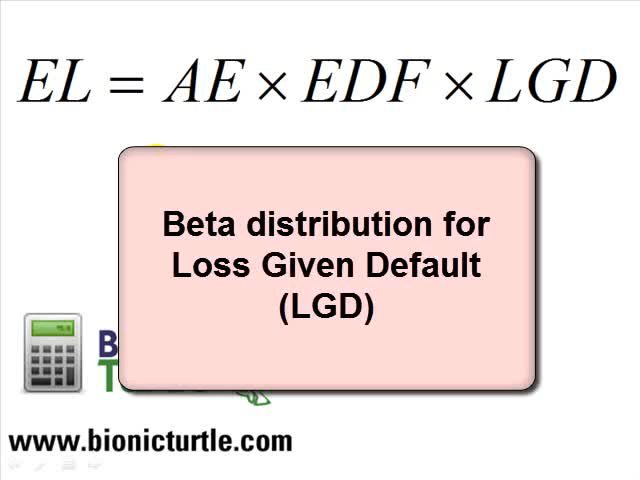 EL = AE × EDF × LGD
Beta distribution for
Loss Given Default
(LGD)
B
T
www.bionicturtle.com